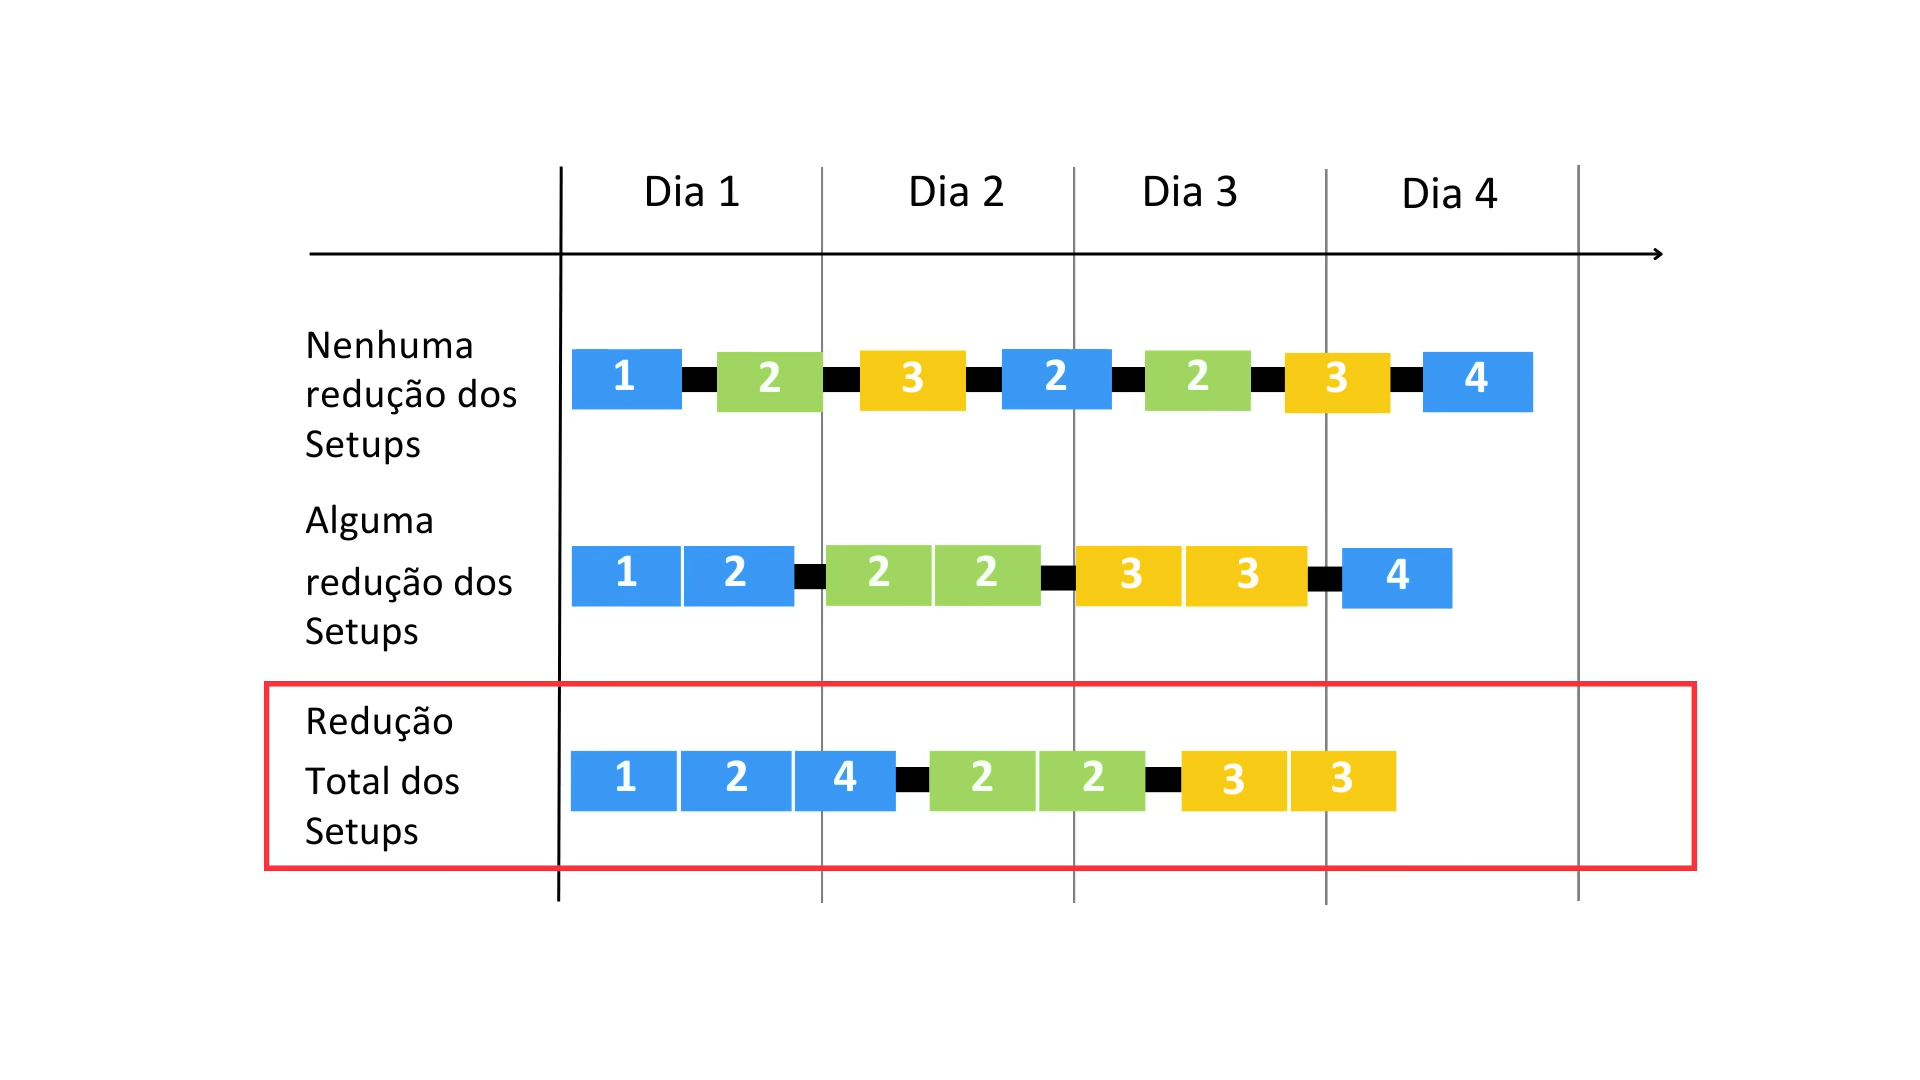 Dia 1 Dia 2 Dia 3 Dia 4
Nenhuma
redução dos
Setups
1 2 3 2 2 3 4
Alguma
redução dos
Setups
1 2 2 2 3 3 4
Redução
Total dos
Setups
1 2 4 2 2 3 3